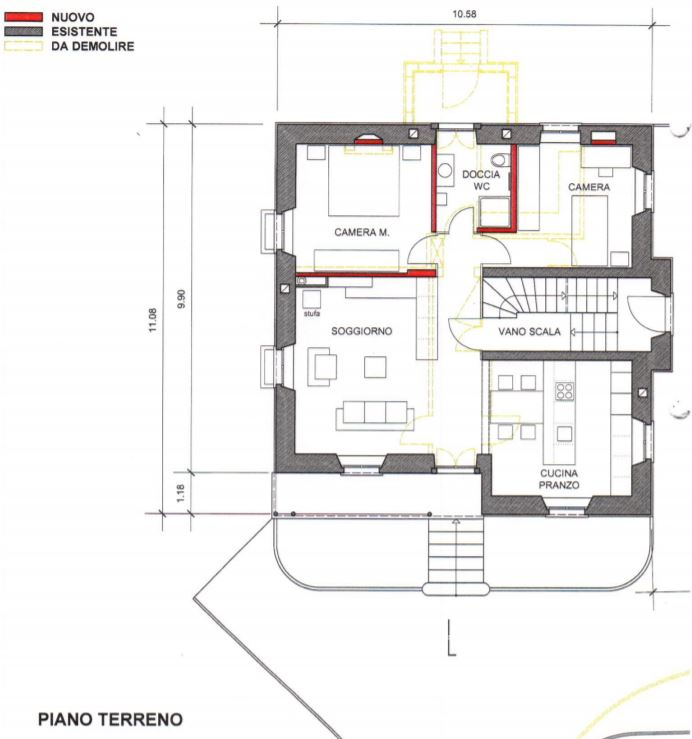 NUOVO
ESISTENTE
DA DEMOLIRE
10.58
DOCCIA
WC
CAMERA
CAMERA M.
11.08
9.90
stufa
SOGGIORNO
VANO SCALA
CUCINA
PRANZO
1.18
L
PIANO TERRENO